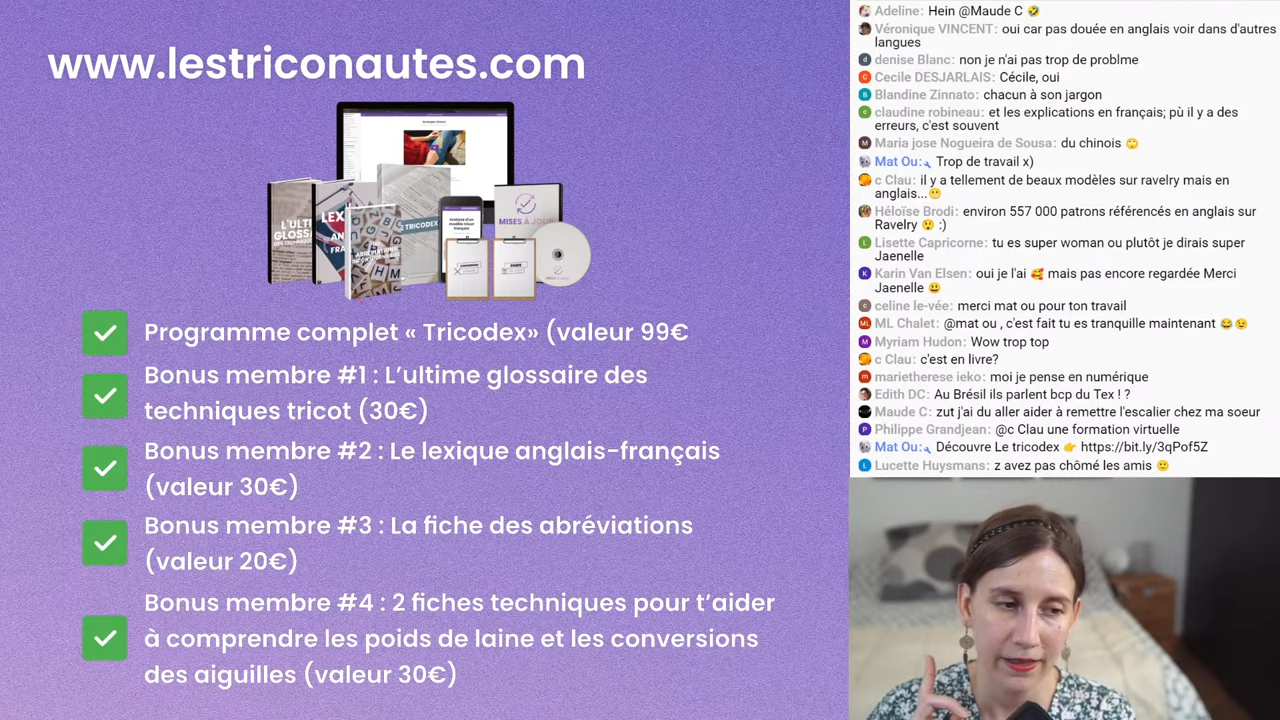 www.lestriconautes.com
L'ULTI
GLOSS
LEX
AN
FRA
TRICODEX
Analyse d'un
modèle tricot
français
MISES À JOUR
Programme complet « Tricodex» (valeur 99€
Bonus membre #1 : L’ultime glossaire des
techniques tricot (30€)
Bonus membre #2 : Le lexique anglais-français
(valeur 30€)
Bonus membre #3 : La fiche des abréviations
(valeur 20€)
Bonus membre #4 : 2 fiches techniques pour t’aider
à comprendre les poids de laine et les conversions
des aiguilles (valeur 30€)
Adeline: Hein @Maude C 🤣
Véronique VINCENT: oui car pas douée en anglais voir dans d'autres
langues
denise Blanc: non je n'ai pas trop de problme
Cecile DESJARLAIS: Cécile, oui
Blandine Zinnato: chacun à son jargon
claudine robineau: et les explications en français; pù il y a des
erreurs, c'est souvent
Maria jose Nogueira de Sousa: du chinois 🙄
Mat Ou: Trop de travail x)
c Clau: il y a tellement de beaux modèles sur ravelry mais en
anglais...😬
Héloïse Brodi: environ 557 000 patrons référencés en anglais sur
Ravelry 😲 :)
Lisette Capricorne: tu es super woman ou plutôt je dirais super
Jaenelle
Karin Van Elsen: oui je l'ai 🥰 mais pas encore regardée Merci
Jaenelle 😃
celine le-vée: merci mat ou pour ton travail
ML Chalet: @mat ou , c'est fait tu es tranquille maintenant 😂😉
Myriam Hudon: Wow trop top
c Clau: c'est en livre?
marietherese ieko: moi je pense en numérique
Edith DC: Au Brésil ils parlent bcp du Tex ! ?
Maude C: zut j'ai du aller aider à remettre l'escalier chez ma soeur
Philippe Grandjean: @c Clau une formation virtuelle
Mat Ou: Découvre Le tricodex 👉 https://bit.ly/3qPof5Z
Lucette Huysmans: z avez pas chômé les amis 🙂